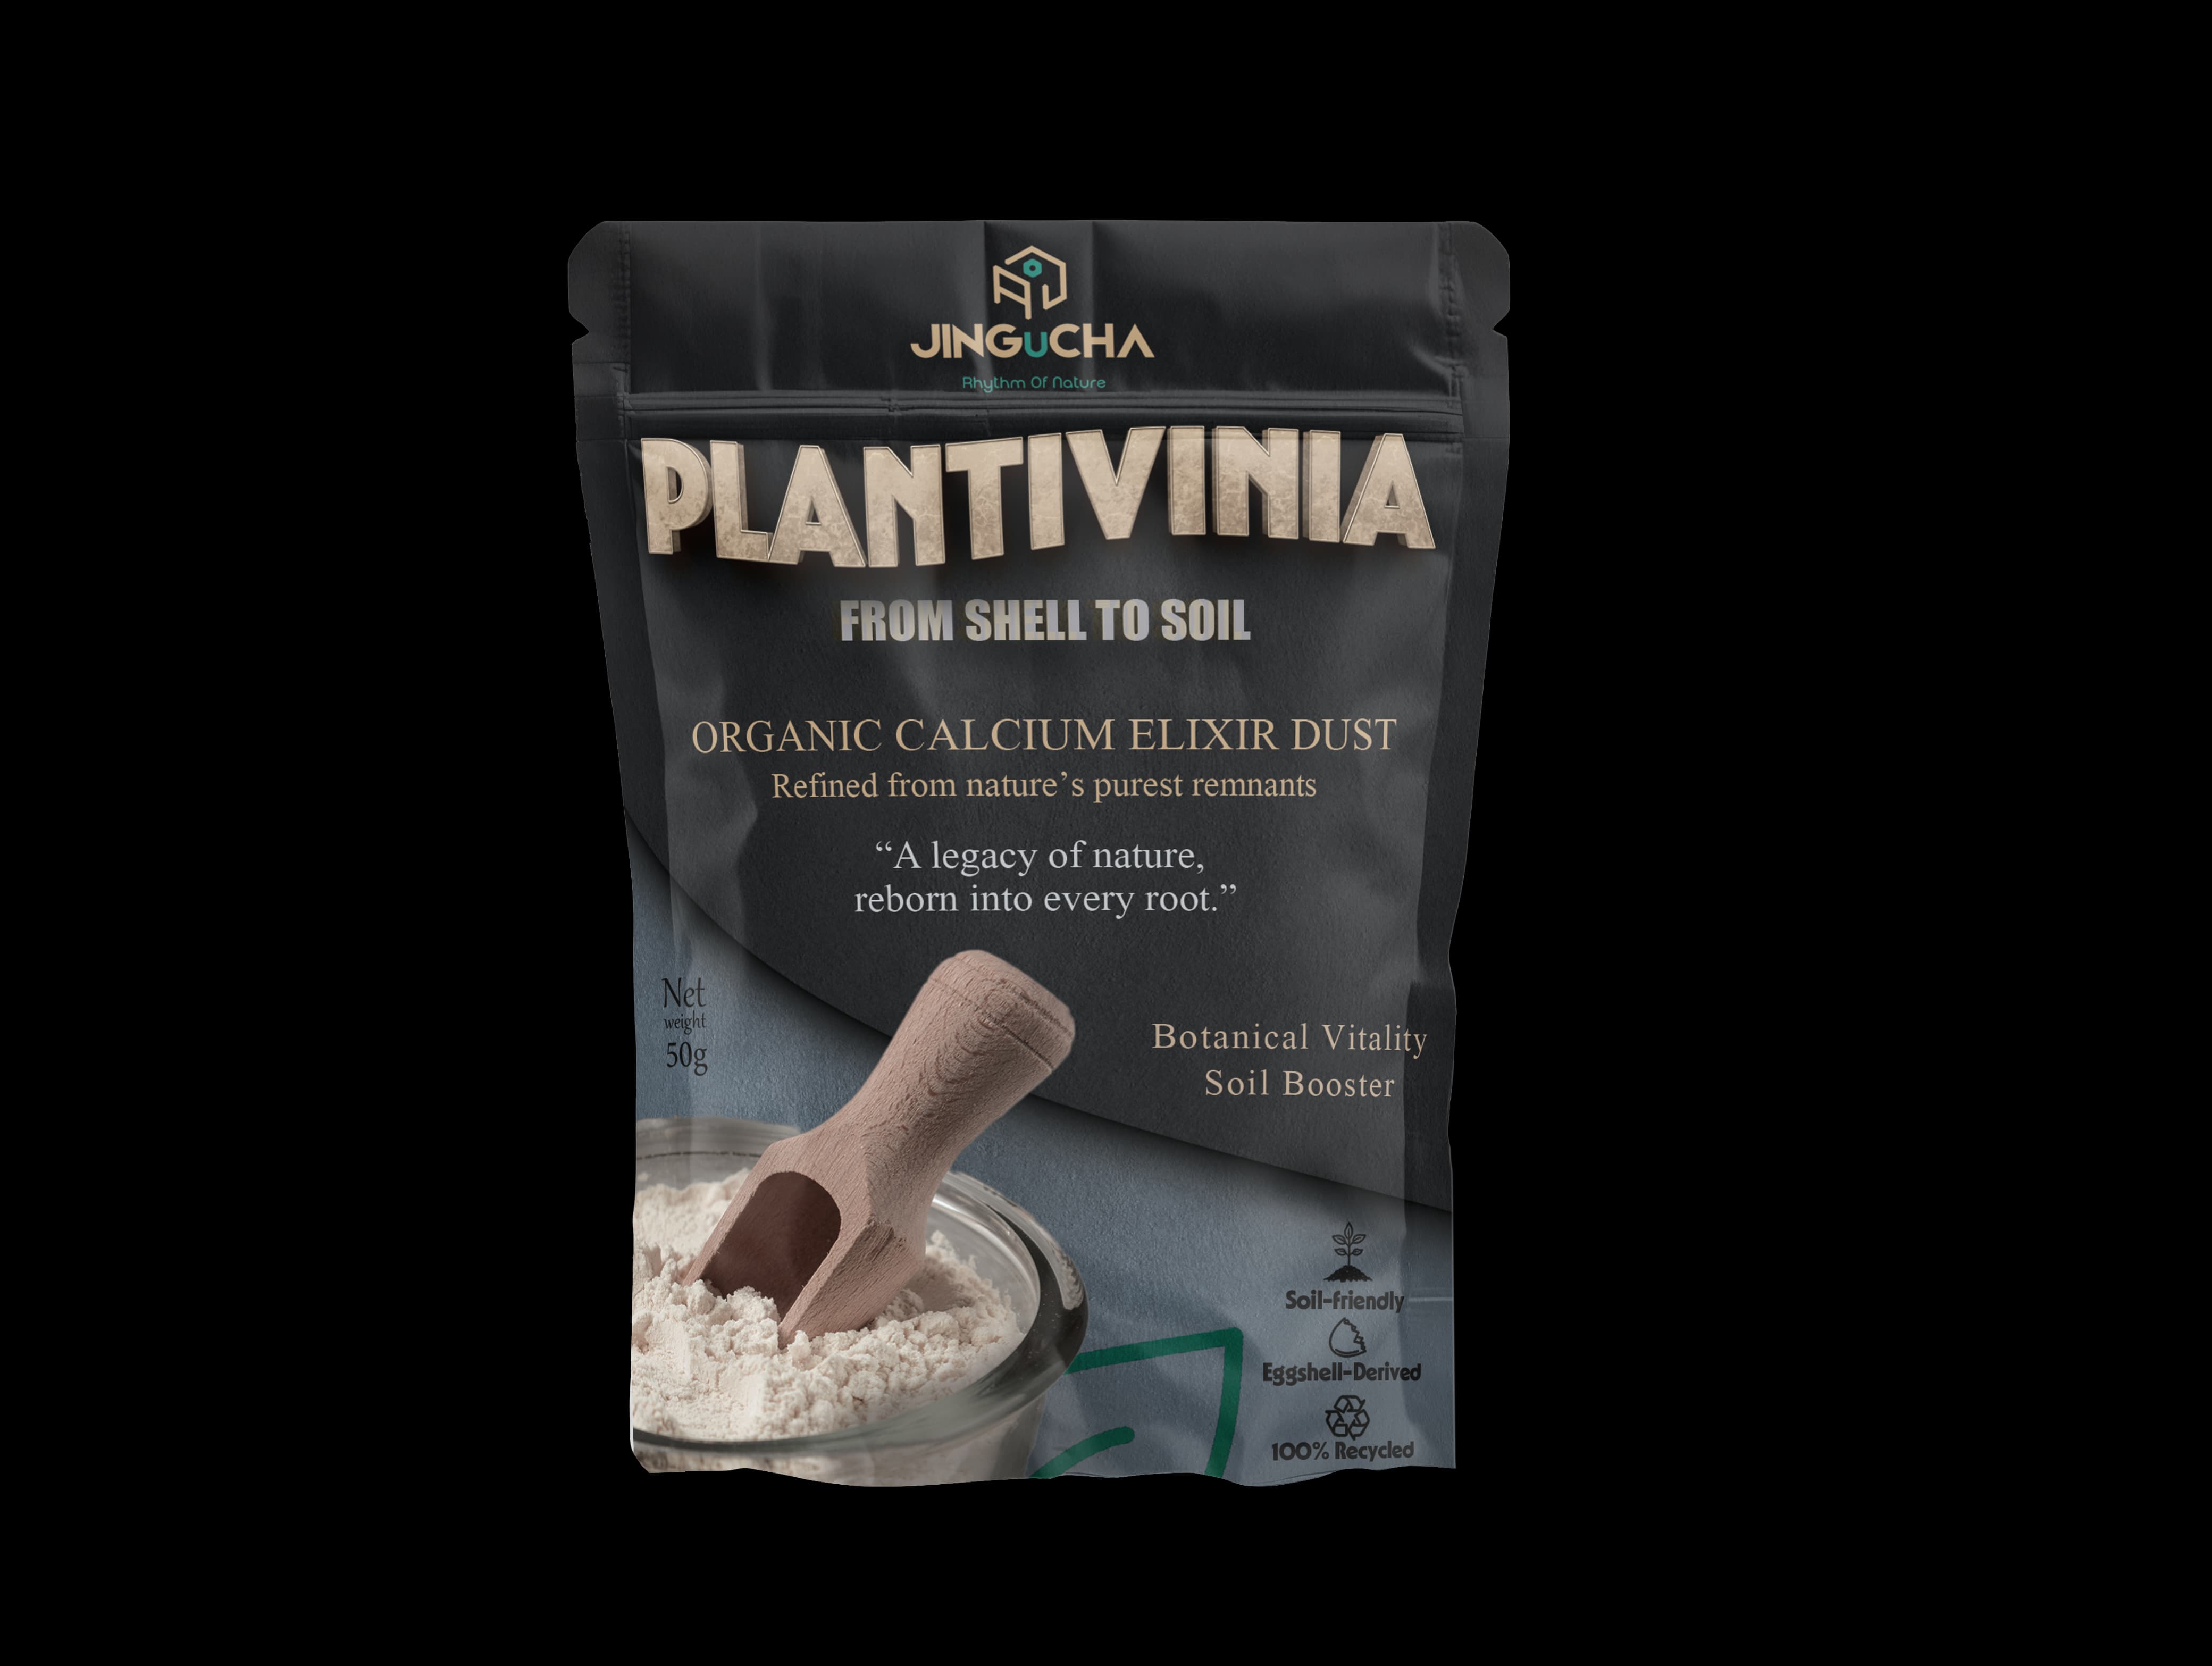 JINGuCHA
Rhythm Of Nature
PLANTIVINIA
FROM SHELL TO SOIL
ORGANIC CALCIUM ELIXIR DUST
Refined from nature’s purest remnants
“A legacy of nature,
reborn into every root.”
Net
weight
50g
Botanical Vitality
Soil Booster
Soil-friendly
Eggshell-Derived
100% Recycled